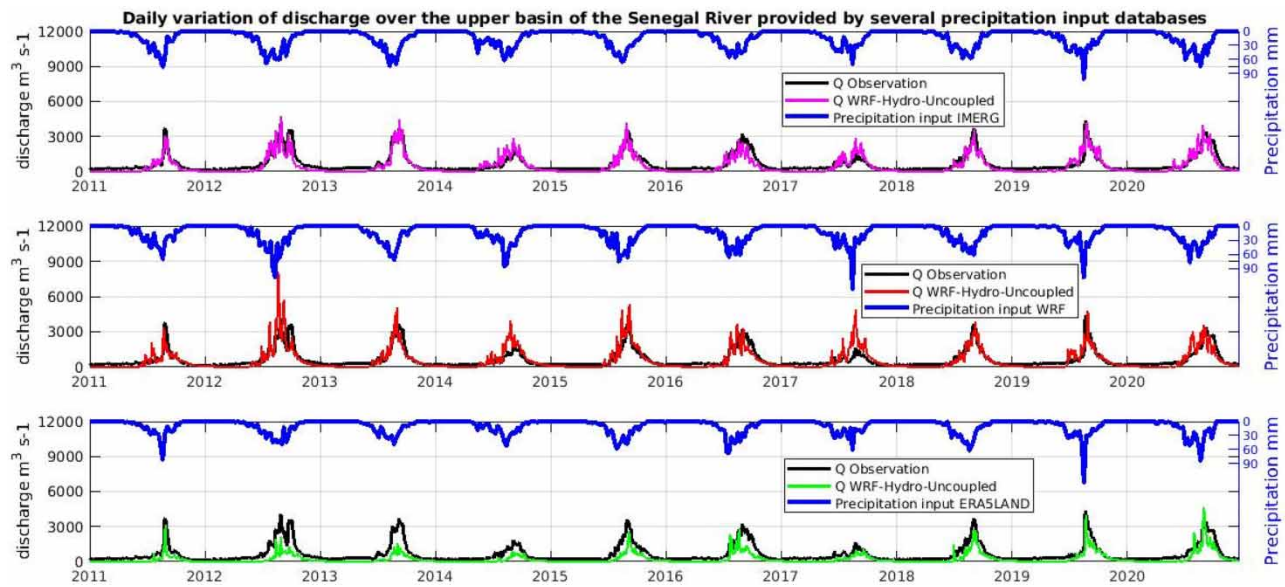 Daily variation of discharge over the upper basin of the Senegal River provided by several precipitation input databases
discharge m³ s-1
12000
9000
6000
3000
0
Q Observation
Q WRF-Hydro-Uncoupled
Precipitation input IMERG
0
30
60
90
Precipitation mm
2011 2012 2013 2014 2015 2016 2017 2018 2019 2020
discharge m³ s-1
12000
9000
6000
3000
0
Q Observation
Q WRF-Hydro-Uncoupled
Precipitation input WRF
0
30
60
90
Precipitation mm
2011 2012 2013 2014 2015 2016 2017 2018 2019 2020
discharge m³ s-1
12000
9000
6000
3000
0
Q Observation
Q WRF-Hydro-Uncoupled
Precipitation input ERA5LAND
0
30
60
90
Precipitation mm
2011 2012 2013 2014 2015 2016 2017 2018 2019 2020